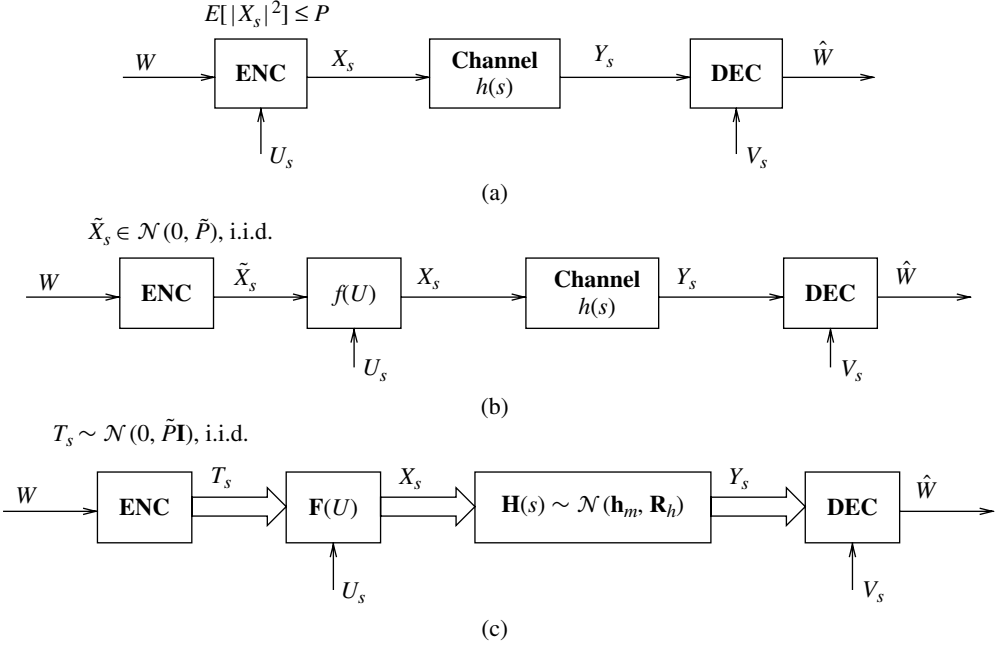 E[|X_s|^2] ≤ P
W ENC X_s Channel h(s) Y_s DEC Ŵ
U_s V_s
(a)
X̃_s ∈ 𝒩(0, P̃), i.i.d.
W ENC X̃_s f(U) X_s Channel h(s) Y_s DEC Ŵ
U_s V_s
(b)
T_s ~ 𝒩(0, P̃I), i.i.d.
W ENC T_s F(U) X_s H(s) ~ 𝒩(h_m, R_h) Y_s DEC Ŵ
U_s V_s
(c)